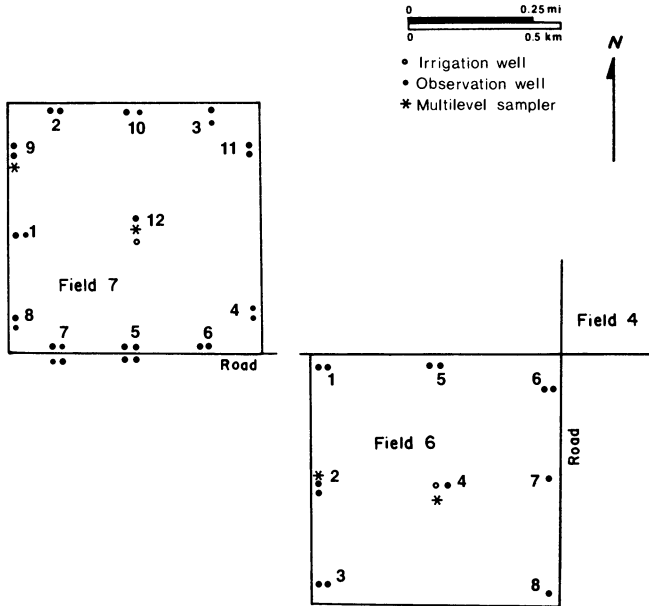 0 0.25 mi
0 0.5 km
N
Irrigation well
Observation well
* Multilevel sampler
2 10 3
9 11
12
1
Field 7
8 4
7 5 6
Road
Field 4
1 5 6
Field 6
Road
2 4 7
3 8